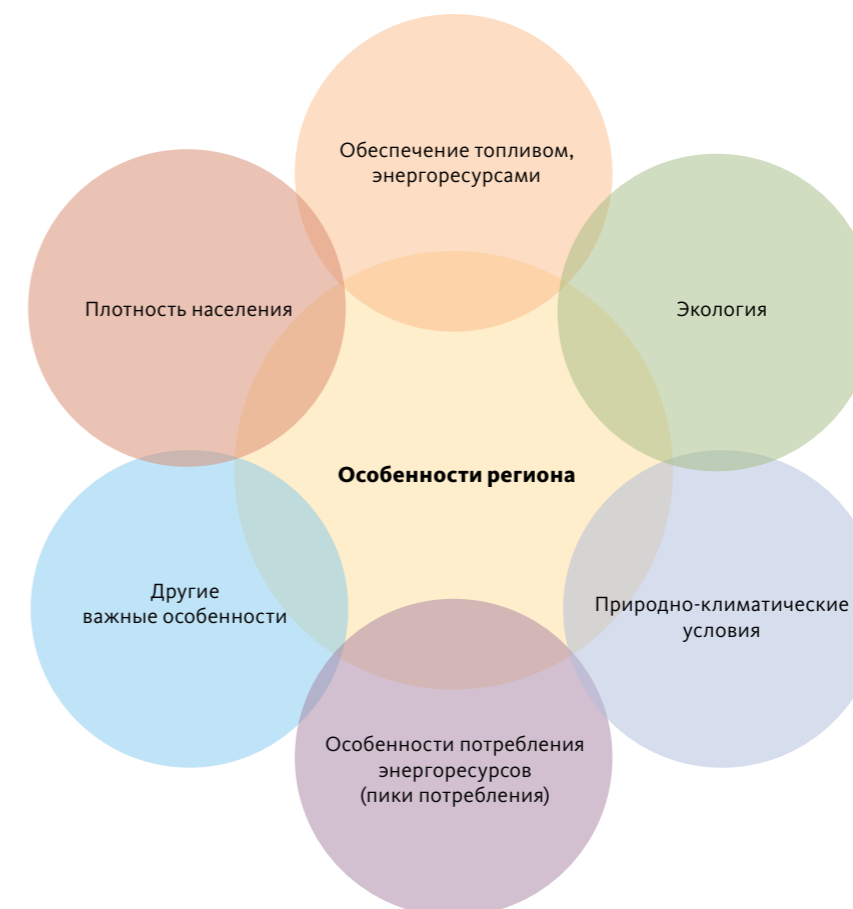 Обеспечение топливом,
энергоресурсами
Плотность населения
Экология
Особенности региона
Другие
важные особенности
Природно-климатические
условия
Особенности потребления
энергоресурсов
(пики потребления)